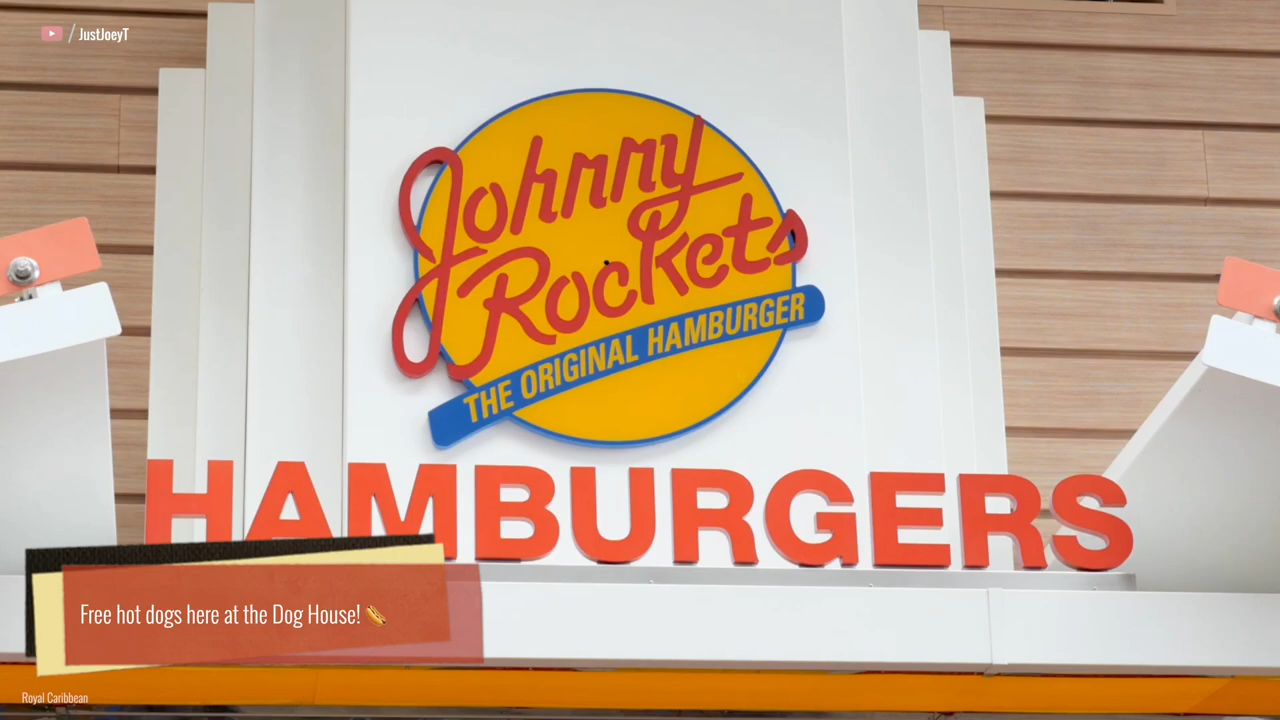 / JustJoeyT
Johnny
Rockets
THE ORIGINAL HAMBURGER
HAMBURGERS
Free hot dogs here at the Dog House! 🌭
Royal Caribbean